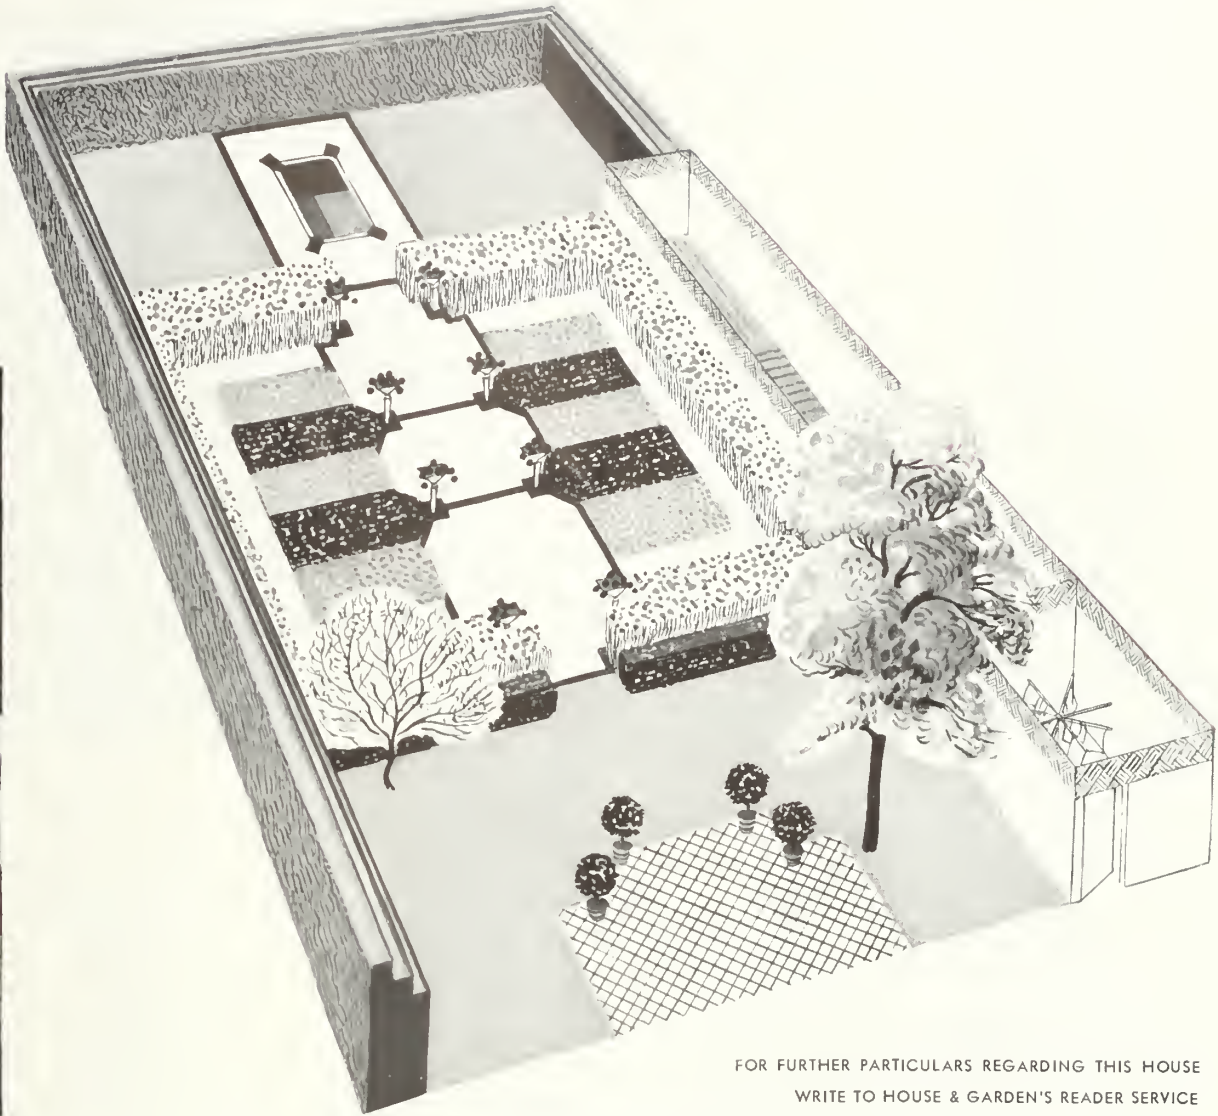 FOR FURTHER PARTICULARS REGARDING THIS HOUSE
WRITE TO HOUSE & GARDEN'S READER SERVICE